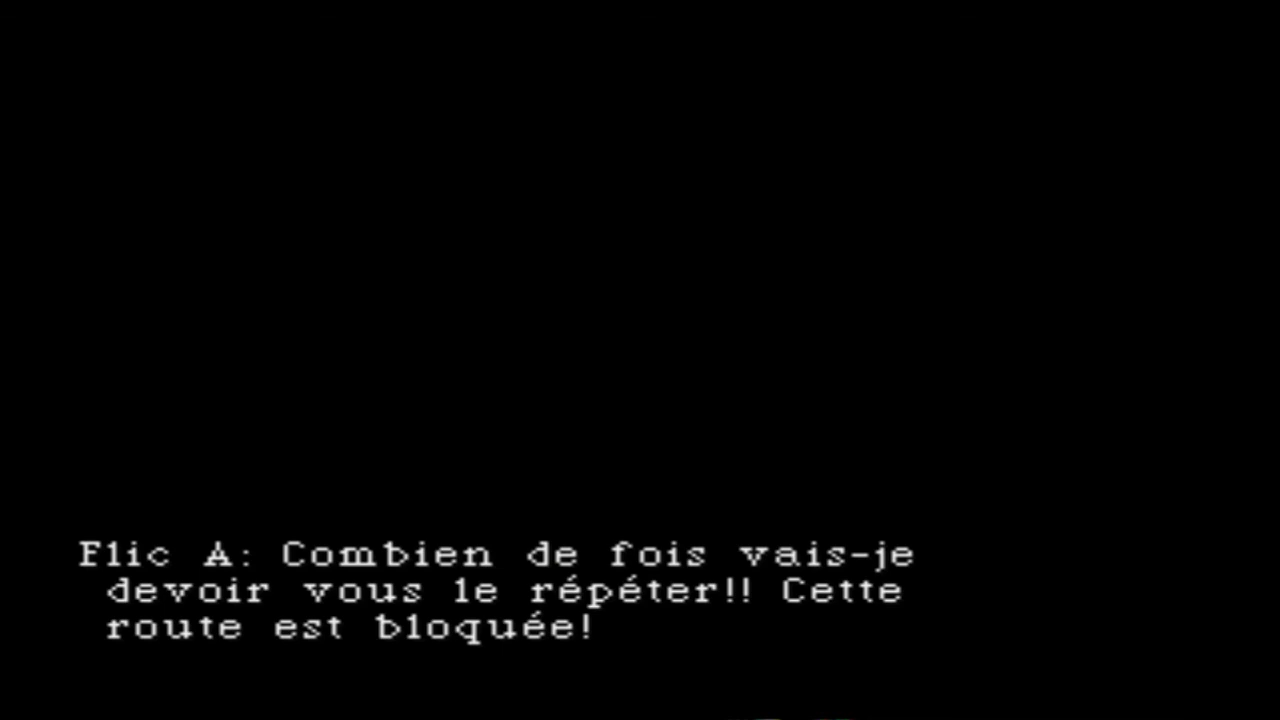 Flic A: Combien de fois vais-je
devoir vous le répéter!! Cette
route est bloquée!